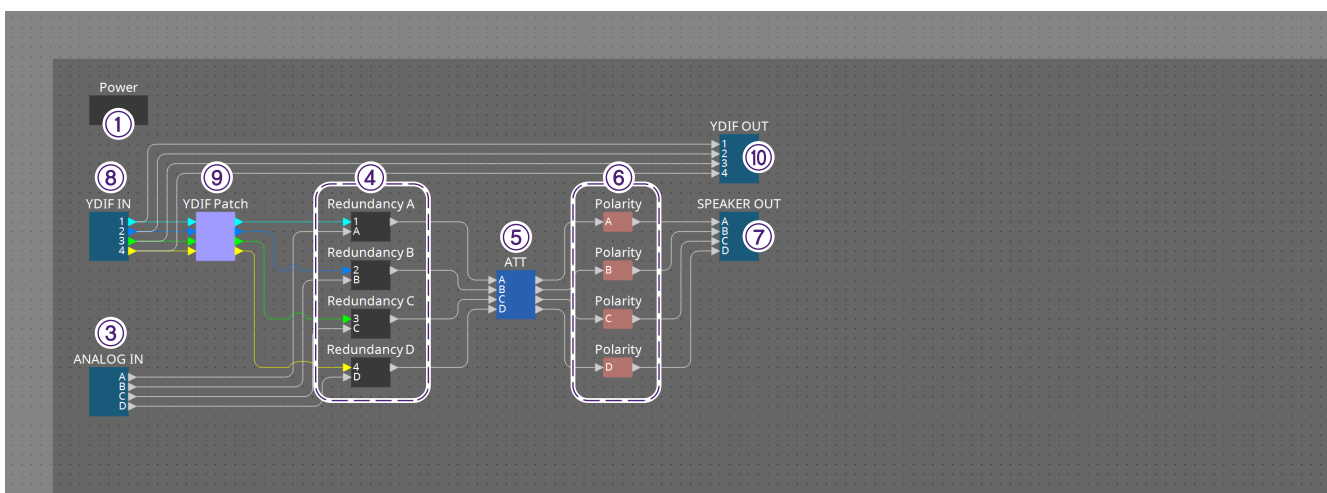 Power
①
YDIF OUT
1
2
3
4
⑩
⑧
⑨
④
⑥
YDIF IN
1
2
3
4
YDIF Patch
Redundancy A
1
A
Redundancy B
2
B
Redundancy C
3
C
Redundancy D
4
D
⑤
ATT
A
B
C
D
Polarity
A
Polarity
B
Polarity
C
Polarity
D
SPEAKER OUT
A
B
C
D
⑦
③
ANALOG IN
A
B
C
D